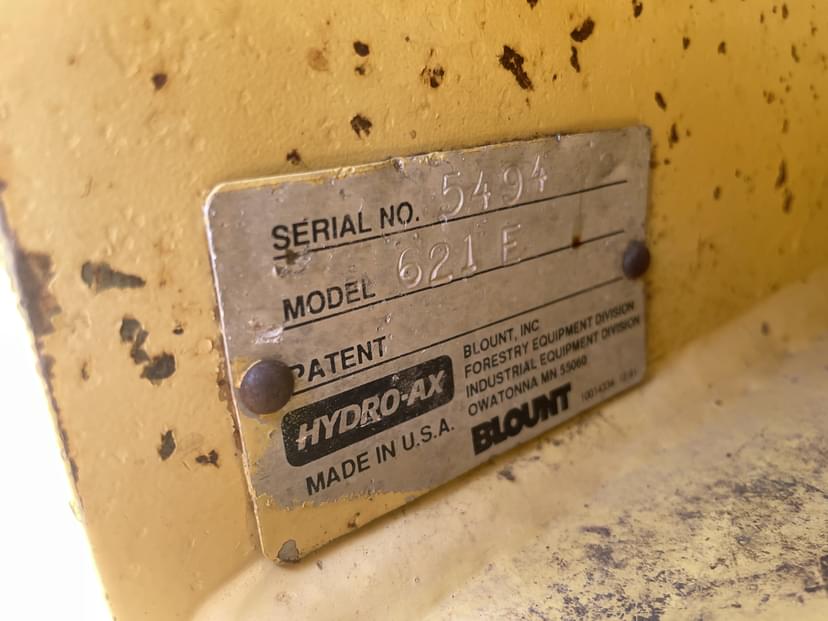 SERIAL NO. 5494
MODEL 621 E
PATENT
HYDRO-AX
MADE IN U.S.A.
BLOUNT, INC
FORESTRY EQUIPMENT DIVISION
INDUSTRIAL EQUIPMENT DIVISION
OWATONNA MN 55060
BLOUNT